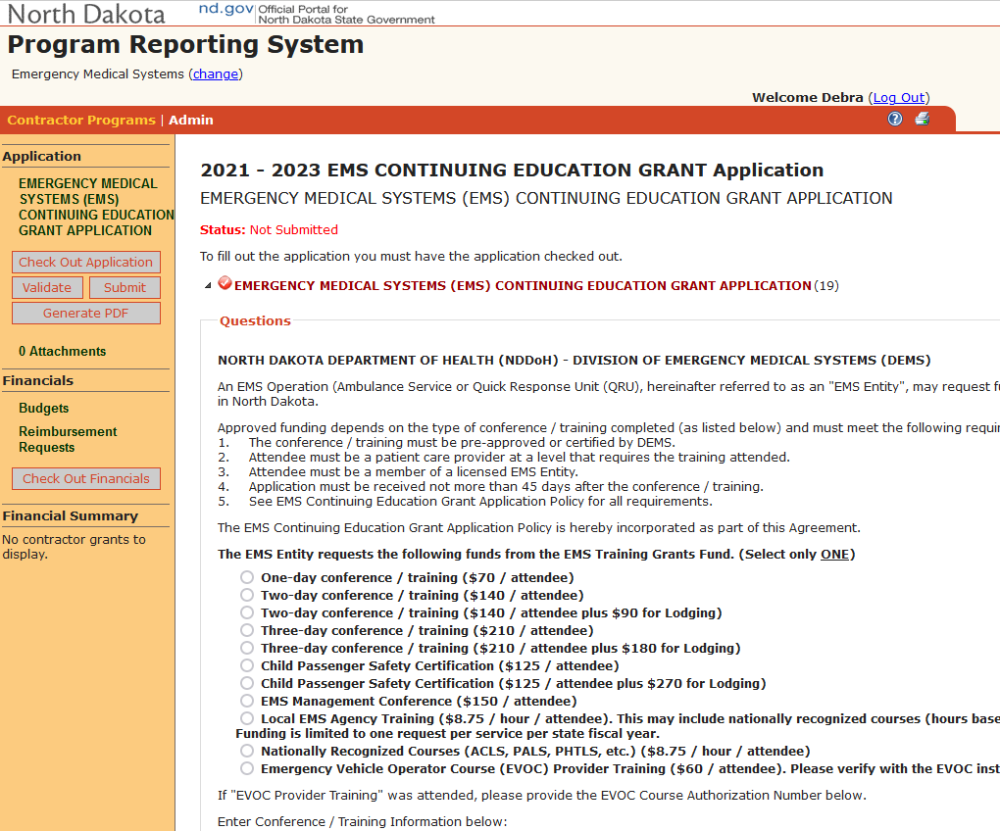 North Dakota
nd.gov
Official Portal for
North Dakota State Government
Program Reporting System
Emergency Medical Systems (change)
Welcome Debra (Log Out)
Contractor Programs | Admin
Application
EMERGENCY MEDICAL
SYSTEMS (EMS)
CONTINUING EDUCATION
GRANT APPLICATION
Check Out Application
Validate
Submit
Generate PDF
0 Attachments
Financials
Budgets
Reimbursement
Requests
Check Out Financials
Financial Summary
No contractor grants to
display.
2021 - 2023 EMS CONTINUING EDUCATION GRANT Application
EMERGENCY MEDICAL SYSTEMS (EMS) CONTINUING EDUCATION GRANT APPLICATION
Status: Not Submitted
To fill out the application you must have the application checked out.
EMERGENCY MEDICAL SYSTEMS (EMS) CONTINUING EDUCATION GRANT APPLICATION (19)
Questions
NORTH DAKOTA DEPARTMENT OF HEALTH (NDDoH) - DIVISION OF EMERGENCY MEDICAL SYSTEMS (DEMS)
An EMS Operation (Ambulance Service or Quick Response Unit (QRU), hereinafter referred to as an "EMS Entity", may request
in North Dakota.
Approved funding depends on the type of conference / training completed (as listed below) and must meet the following
1. The conference / training must be pre-approved or certified by DEMS.
2. Attendee must be a patient care provider at a level that requires the training attended.
3. Attendee must be a member of a licensed EMS Entity.
4. Application must be received not more than 45 days after the conference / training.
5. See EMS Continuing Education Grant Application Policy for all requirements.
The EMS Continuing Education Grant Application Policy is hereby incorporated as part of this Agreement.
The EMS Entity requests the following funds from the EMS Training Grants Fund. (Select only ONE)
One-day conference / training ($70 / attendee)
Two-day conference / training ($140 / attendee)
Two-day conference / training ($140 / attendee plus $90 for Lodging)
Three-day conference / training ($210 / attendee)
Three-day conference / training ($210 / attendee plus $180 for Lodging)
Child Passenger Safety Certification ($125 / attendee)
Child Passenger Safety Certification ($125 / attendee plus $270 for Lodging)
EMS Management Conference ($150 / attendee)
Local EMS Agency Training ($8.75 / hour / attendee). This may include nationally recognized courses (hours
Funding is limited to one request per service per state fiscal year.
Nationally Recognized Courses (ACLS, PALS, PHTLS, etc.) ($8.75 / hour / attendee)
Emergency Vehicle Operator Course (EVOC) Provider Training ($60 / attendee). Please verify with the EVOC
If "EVOC Provider Training" was attended, please provide the EVOC Course Authorization Number below.
Enter Conference / Training Information below: